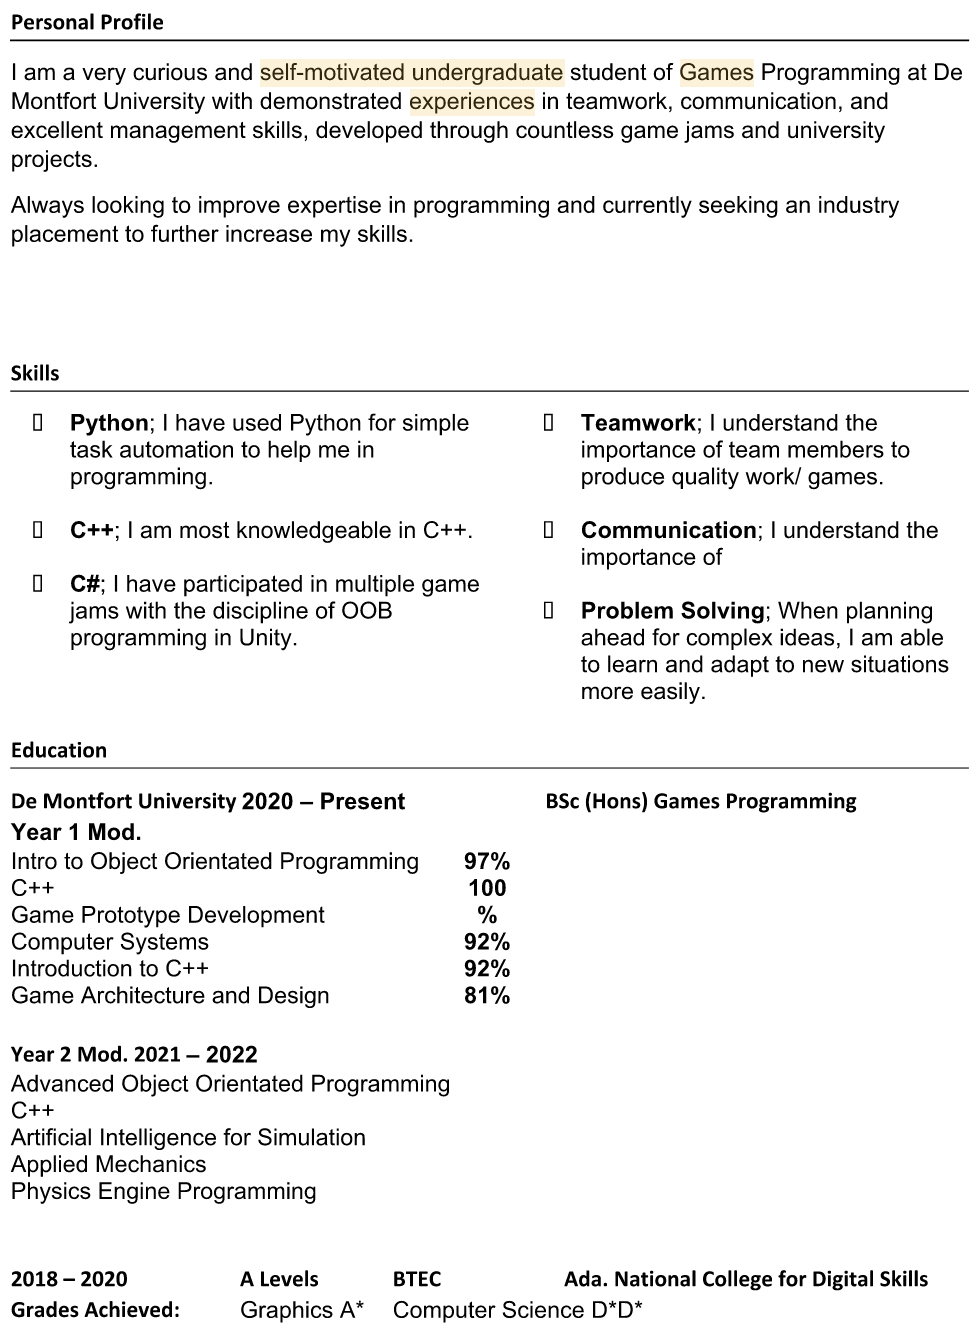 Personal Profile
I am a very curious and self-motivated undergraduate student of Games Programming at De
Montfort University with demonstrated experiences in teamwork, communication, and
excellent management skills, developed through countless game jams and university
projects.
Always looking to improve expertise in programming and currently seeking an industry
placement to further increase my skills.
Skills
Python; I have used Python for simple
task automation to help me in
programming.
C++; I am most knowledgeable in C++.
C#; I have participated in multiple game
jams with the discipline of OOB
programming in Unity.
Teamwork; I understand the
importance of team members to
produce quality work/ games.
Communication; I understand the
importance of
Problem Solving; When planning
ahead for complex ideas, I am able
to learn and adapt to new situations
more easily.
Education
De Montfort University 2020 – Present BSc (Hons) Games Programming
Year 1 Mod.
Intro to Object Orientated Programming 97%
C++ 100
Game Prototype Development %
Computer Systems 92%
Introduction to C++ 92%
Game Architecture and Design 81%
Year 2 Mod. 2021 – 2022
Advanced Object Orientated Programming
C++
Artificial Intelligence for Simulation
Applied Mechanics
Physics Engine Programming
2018 – 2020 A Levels BTEC Ada. National College for Digital Skills
Grades Achieved: Graphics A* Computer Science D*D*